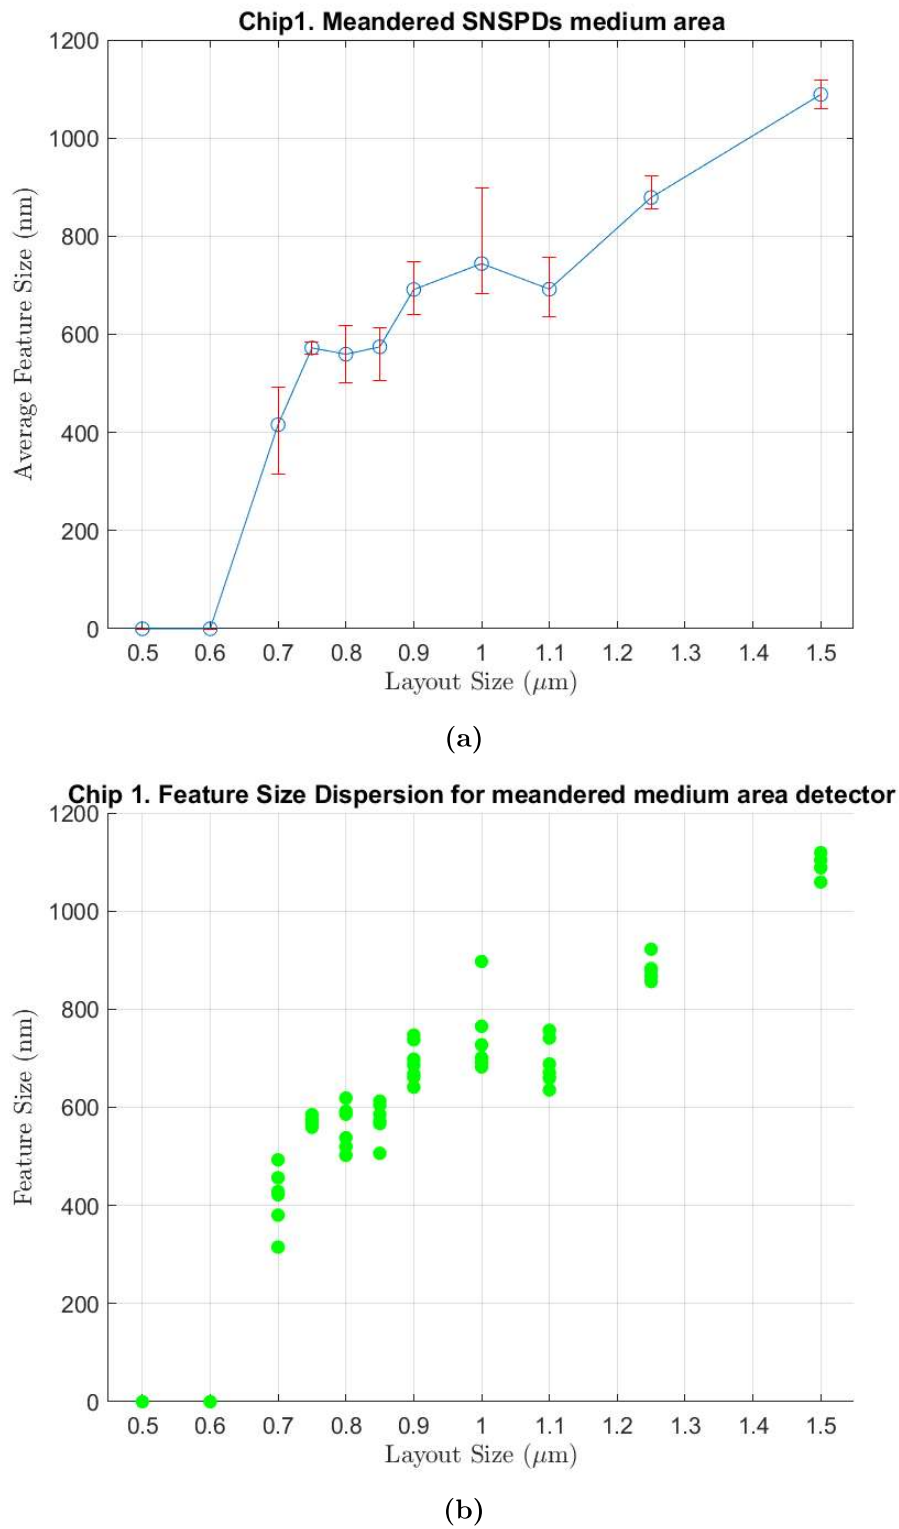 Chip1. Meandered SNSPDs medium area
1200
1000
800
600
400
200
0
Average Feature Size (nm)
0.5 0.6 0.7 0.8 0.9 1 1.1 1.2 1.3 1.4 1.5
Layout Size (μm)
(a)
Chip 1. Feature Size Dispersion for meandered medium area detector
1200
1000
800
600
400
200
0
Feature Size (nm)
0.5 0.6 0.7 0.8 0.9 1 1.1 1.2 1.3 1.4 1.5
Layout Size (μm)
(b)